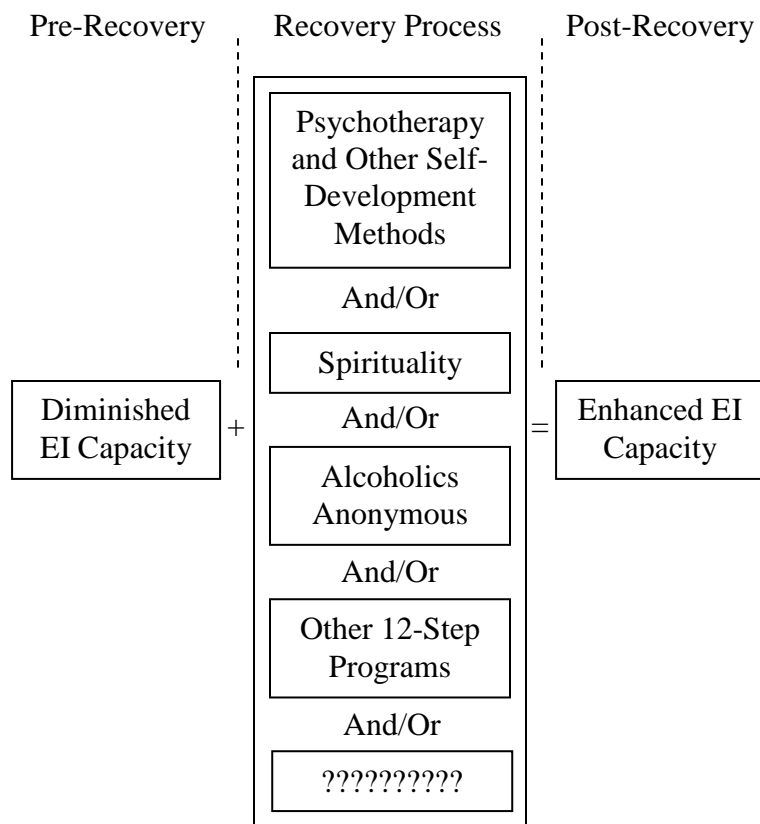 Pre-Recovery
Recovery Process
Post-Recovery
Psychotherapy
and Other Self-
Development
Methods
And/Or
Spirituality
And/Or
Diminished
EI Capacity
+
=
Enhanced EI
Capacity
Alcoholics
Anonymous
And/Or
Other 12-Step
Programs
And/Or
??????????